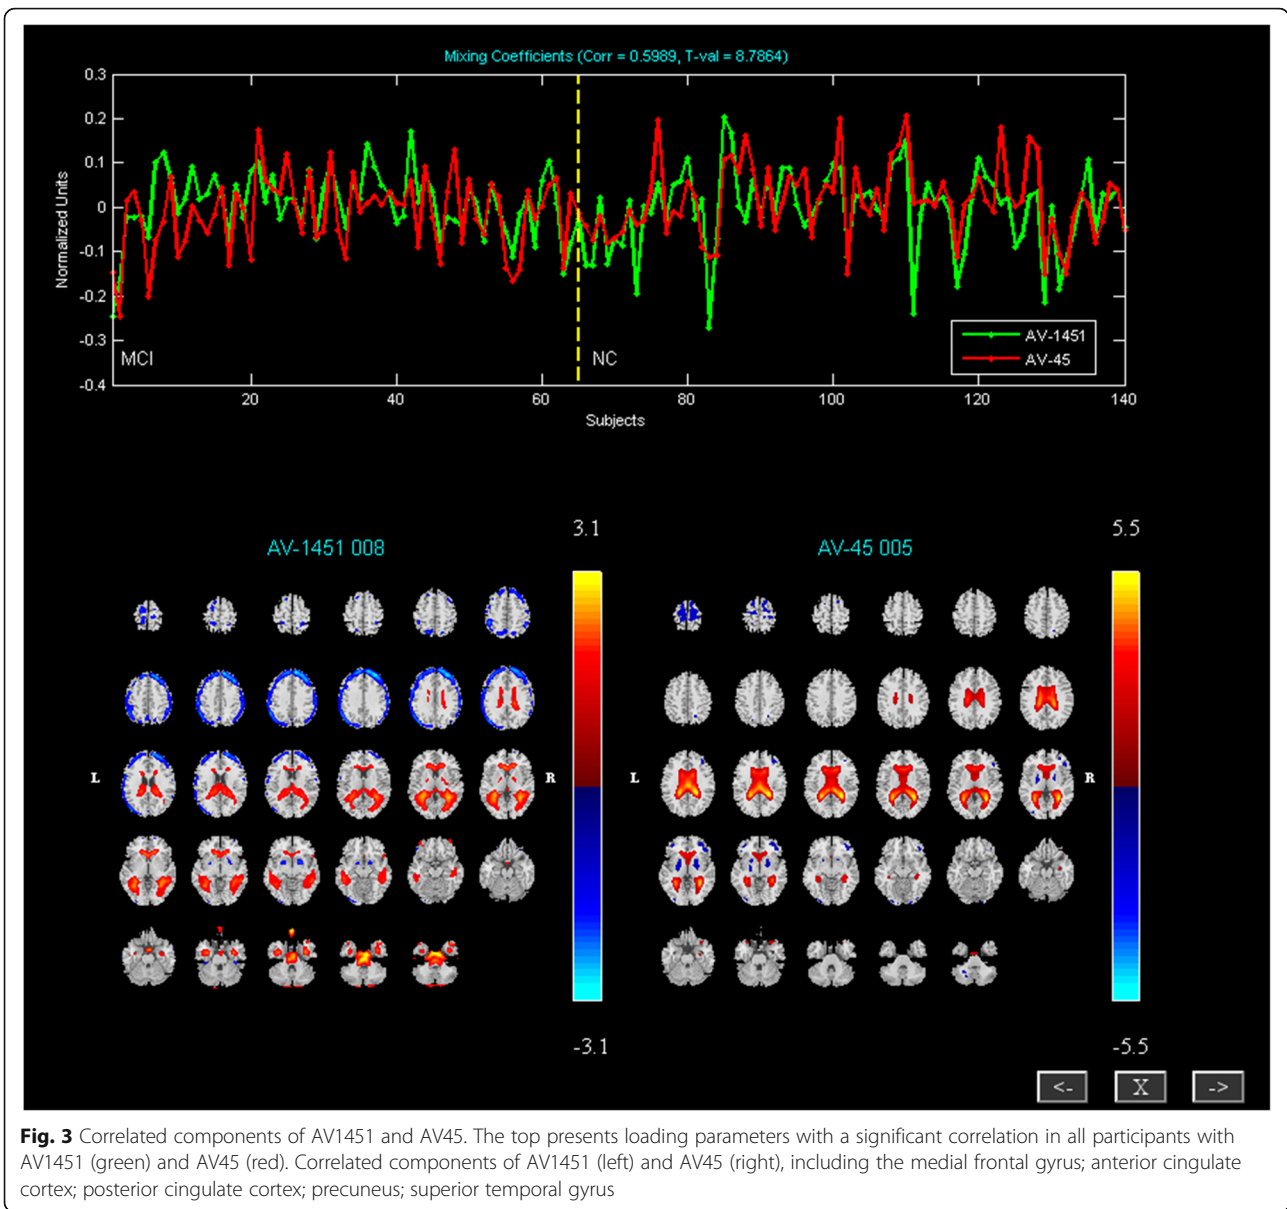 Mixing Coefficients (Corr = 0.5989, T-val = 8.7864)
0.3
0.2
0.1
0
-0.1
-0.2
-0.3
-0.4
Normalized Units
MCI
NC
AV-1451
AV-45
20 40 60 80 100 120 140
Subjects
AV-1451 008
3.1
L
R
-3.1
AV-45 005
5.5
L
R
-5.5
<- X ->
Fig. 3 Correlated components of AV1451 and AV45. The top presents loading parameters with a significant correlation in all participants with
AV1451 (green) and AV45 (red). Correlated components of AV1451 (left) and AV45 (right), including the medial frontal gyrus; anterior cingulate
cortex; posterior cingulate cortex; precuneus; superior temporal gyrus